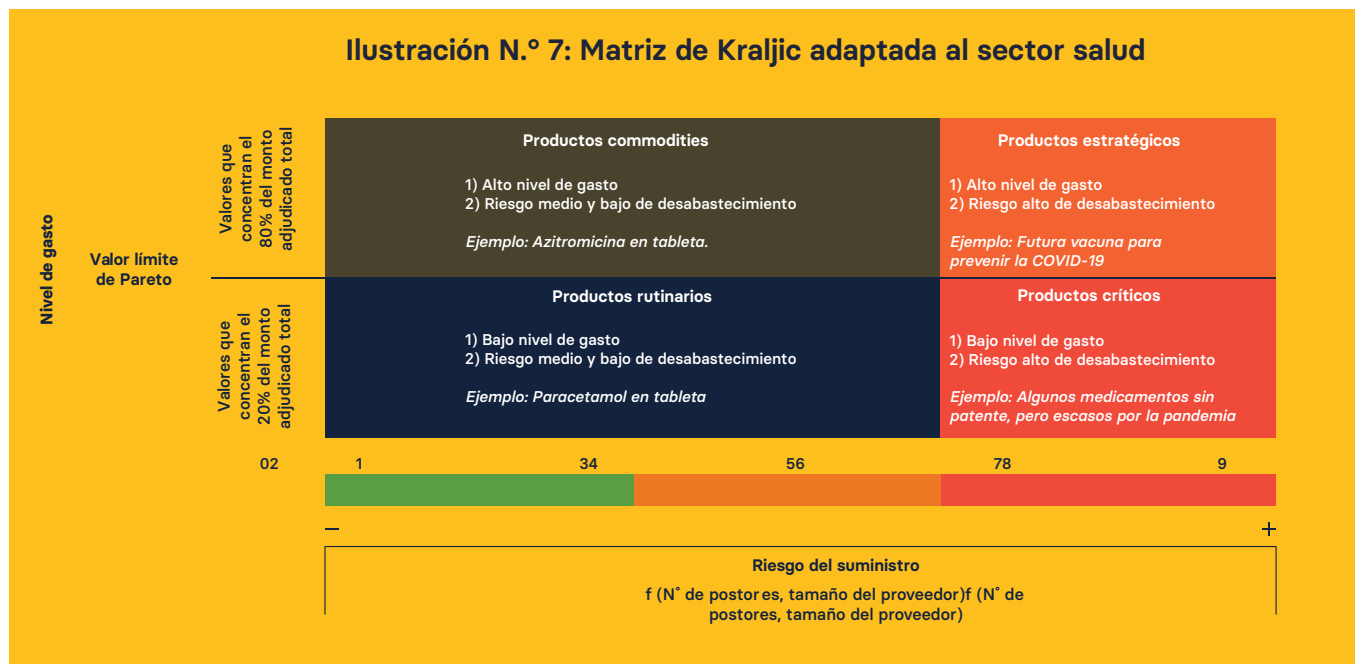 Ilustración N.° 7: Matriz de Kraljic adaptada al sector salud
Nivel de gasto
Valor límite
de Pareto
Valores que
concentran el
80% del monto
adjudicado total
Productos commodities
1) Alto nivel de gasto
2) Riesgo medio y bajo de desabastecimiento
Ejemplo: Azitromicina en tableta.
Productos estratégicos
1) Alto nivel de gasto
2) Riesgo alto de desabastecimiento
Ejemplo: Futura vacuna para
prevenir la COVID-19
Valores que
concentran el
20% del monto
adjudicado total
Productos rutinarios
1) Bajo nivel de gasto
2) Riesgo medio y bajo de desabastecimiento
Ejemplo: Paracetamol en tableta
Productos críticos
1) Bajo nivel de gasto
2) Riesgo alto de desabastecimiento
Ejemplo: Algunos medicamentos sin
patente, pero escasos por la pandemia
02 1 34 56 78 9
– +
Riesgo del suministro
f (N° de postores, tamaño del proveedor)f (N° de
postores, tamaño del proveedor)